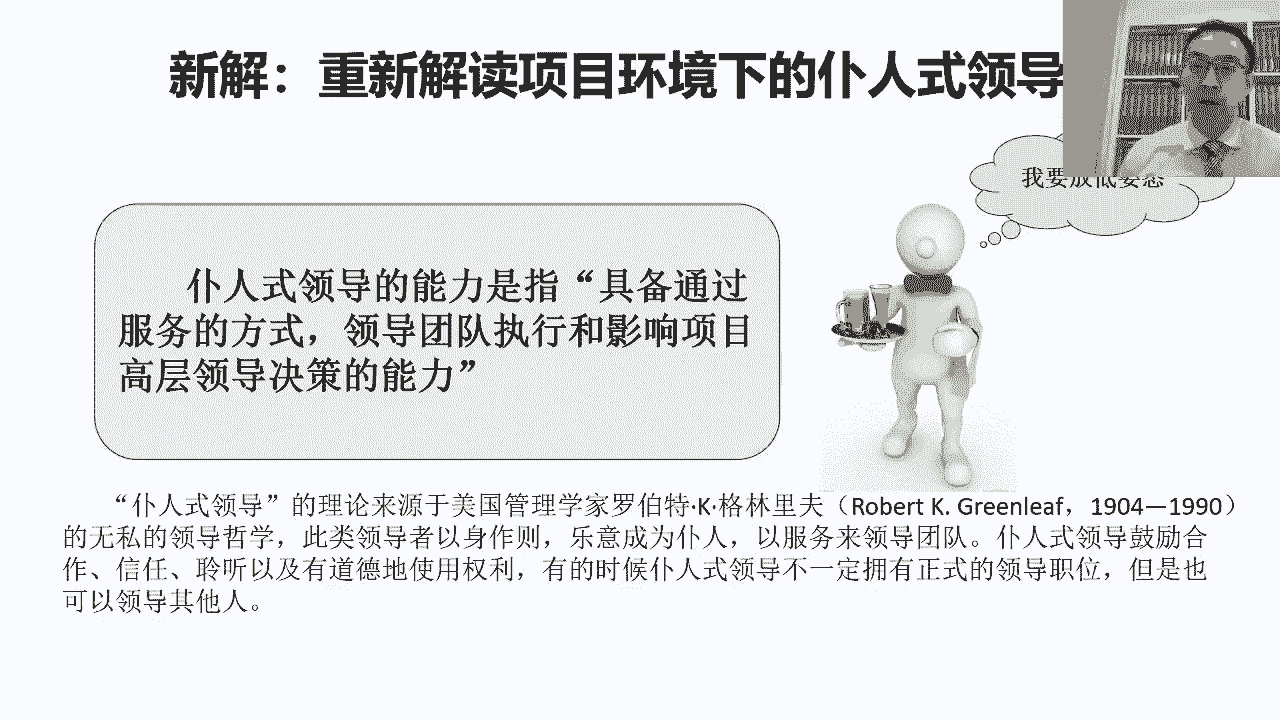 新解：重新解读项目环境下的仆人式领导
我要放低姿态
仆人式领导的能力是指“具备通过
服务的方式，领导团队执行和影响项目
高层领导决策的能力”
“仆人式领导”的理论来源于美国管理学家罗伯特·K·格林里夫（Robert K. Greenleaf，1904—1990）
的无私的领导哲学，此类领导者以身作则，乐意成为仆人，以服务来领导团队。仆人式领导鼓励合
作、信任、聆听以及有道德地使用权利，有的时候仆人式领导不一定拥有正式的领导职位，但是也
可以领导其他人。